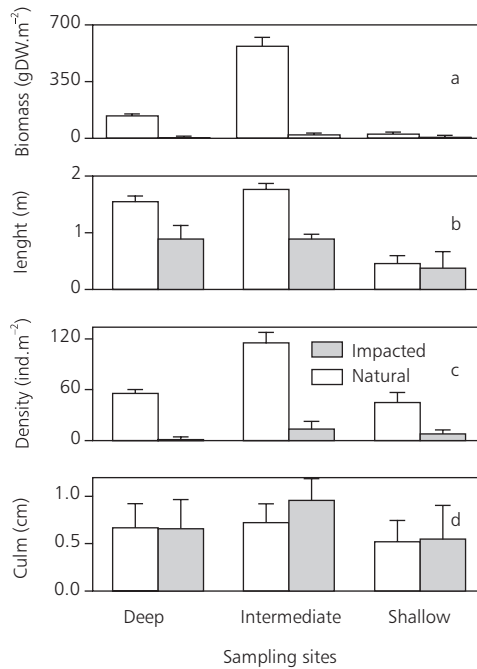 Biomass (gDW.m⁻²)
700
350
0
a
lenght (m)
2
1
0
b
Density (ind.m⁻²)
120
60
0
Impacted
Natural
c
Culm (cm)
1.0
0.5
0.0
d
Deep Intermediate Shallow
Sampling sites